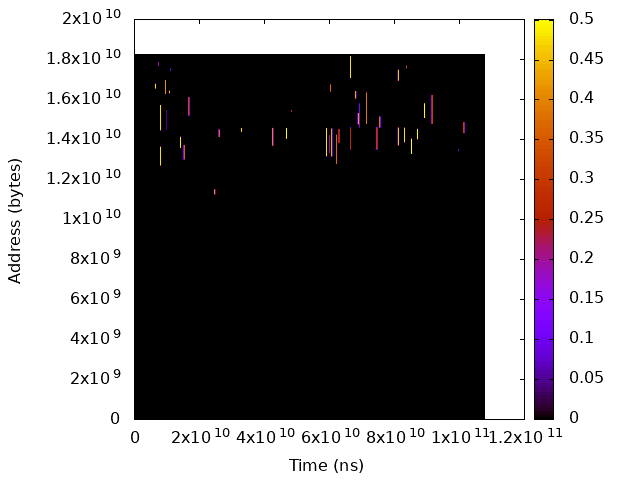 2x10^10
1.8x10^10
1.6x10^10
1.4x10^10
1.2x10^10
1x10^10
8x10^9
6x10^9
4x10^9
2x10^9
0
Address (bytes)
0 2x10^10 4x10^10 6x10^10 8x10^10 1x10^11 1.2x10^11
Time (ns)
0.5
0.45
0.4
0.35
0.3
0.25
0.2
0.15
0.1
0.05
0